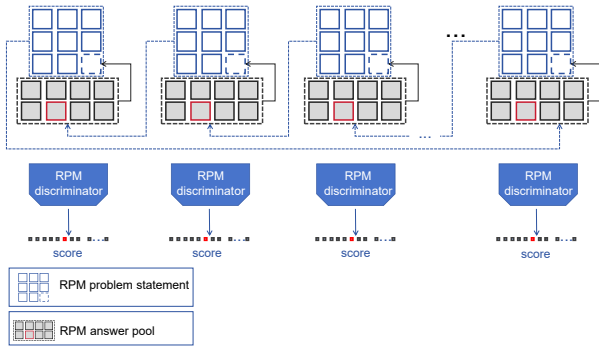 ...
...
RPM
discriminator
RPM
discriminator
RPM
discriminator
RPM
discriminator
score
score
score
score
RPM problem statement
RPM answer pool